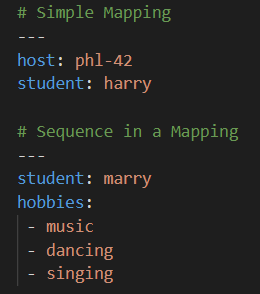 # Simple Mapping
---
host: phl-42
student: harry
# Sequence in a Mapping
---
student: marry
hobbies:
- music
- dancing
- singing